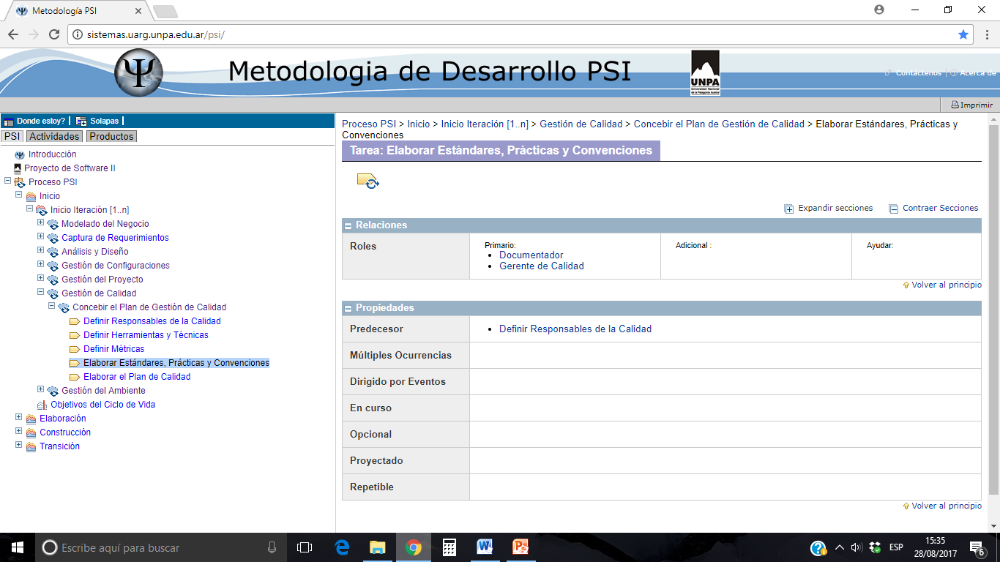 Metodología PSI
sistemas.uarg.unpa.edu.ar/psi/
Ψ
Metodologia de Desarrollo PSI
UNPA
Universidad Nacional
de la Patagonia Austral
Contáctenos | Acerca de
Imprimir
Donde estoy? | Solapas |
PSI Actividades Productos
Introducción
Proyecto de Software II
Proceso PSI
Inicio
Inicio Iteración [1..n]
Modelado del Negocio
Captura de Requerimientos
Análisis y Diseño
Gestión de Configuraciones
Gestión del Proyecto
Gestión de Calidad
Concebir el Plan de Gestión de Calidad
Definir Responsables de la Calidad
Definir Herramientas y Técnicas
Definir Métricas
Elaborar Estándares, Prácticas y Convenciones
Elaborar el Plan de Calidad
Gestión del Ambiente
Objetivos del Ciclo de Vida
Elaboración
Construcción
Transición
Proceso PSI > Inicio > Inicio Iteración [1..n] > Gestión de Calidad > Concebir el Plan de Gestión de Calidad > Elaborar Estándares, Prácticas y
Convenciones
Tarea: Elaborar Estándares, Prácticas y Convenciones
Expandir secciones Contraer Secciones
Relaciones
Roles
Primario:
Documentador
Gerente de Calidad
Adicional :
Ayudar:
Volver al principio
Propiedades
Predecesor
Definir Responsables de la Calidad
Múltiples Ocurrencias
Dirigido por Eventos
En curso
Opcional
Proyectado
Repetible
Volver al principio
Escribe aquí para buscar
ESP
15:35
28/08/2017
6